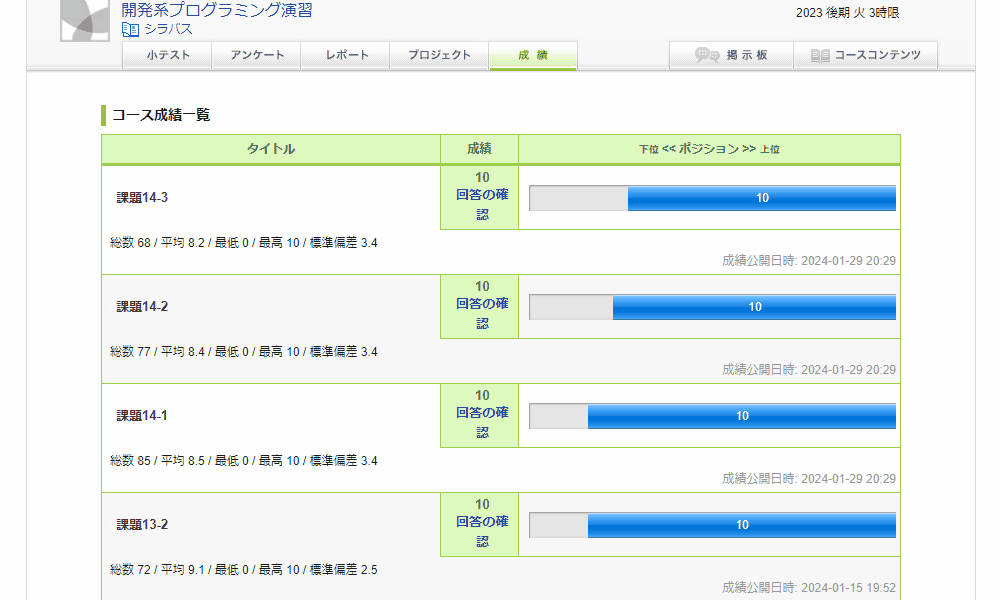 開発系プログラミング演習
2023 後期 火 3時限
シラバス
小テスト アンケート レポート プロジェクト 成 績 掲 示 板 コースコンテンツ
コース成績一覧
タイトル 成績 下位 << ポジション >> 上位
課題14-3
10
回答の確
認
10
総数 68 / 平均 8.2 / 最低 0 / 最高 10 / 標準偏差 3.4
成績公開日時: 2024-01-29 20:29
課題14-2
10
回答の確
認
10
総数 77 / 平均 8.4 / 最低 0 / 最高 10 / 標準偏差 3.4
成績公開日時: 2024-01-29 20:29
課題14-1
10
回答の確
認
10
総数 85 / 平均 8.5 / 最低 0 / 最高 10 / 標準偏差 3.4
成績公開日時: 2024-01-29 20:29
課題13-2
10
回答の確
認
10
総数 72 / 平均 9.1 / 最低 0 / 最高 10 / 標準偏差 2.5
成績公開日時: 2024-01-15 19:52